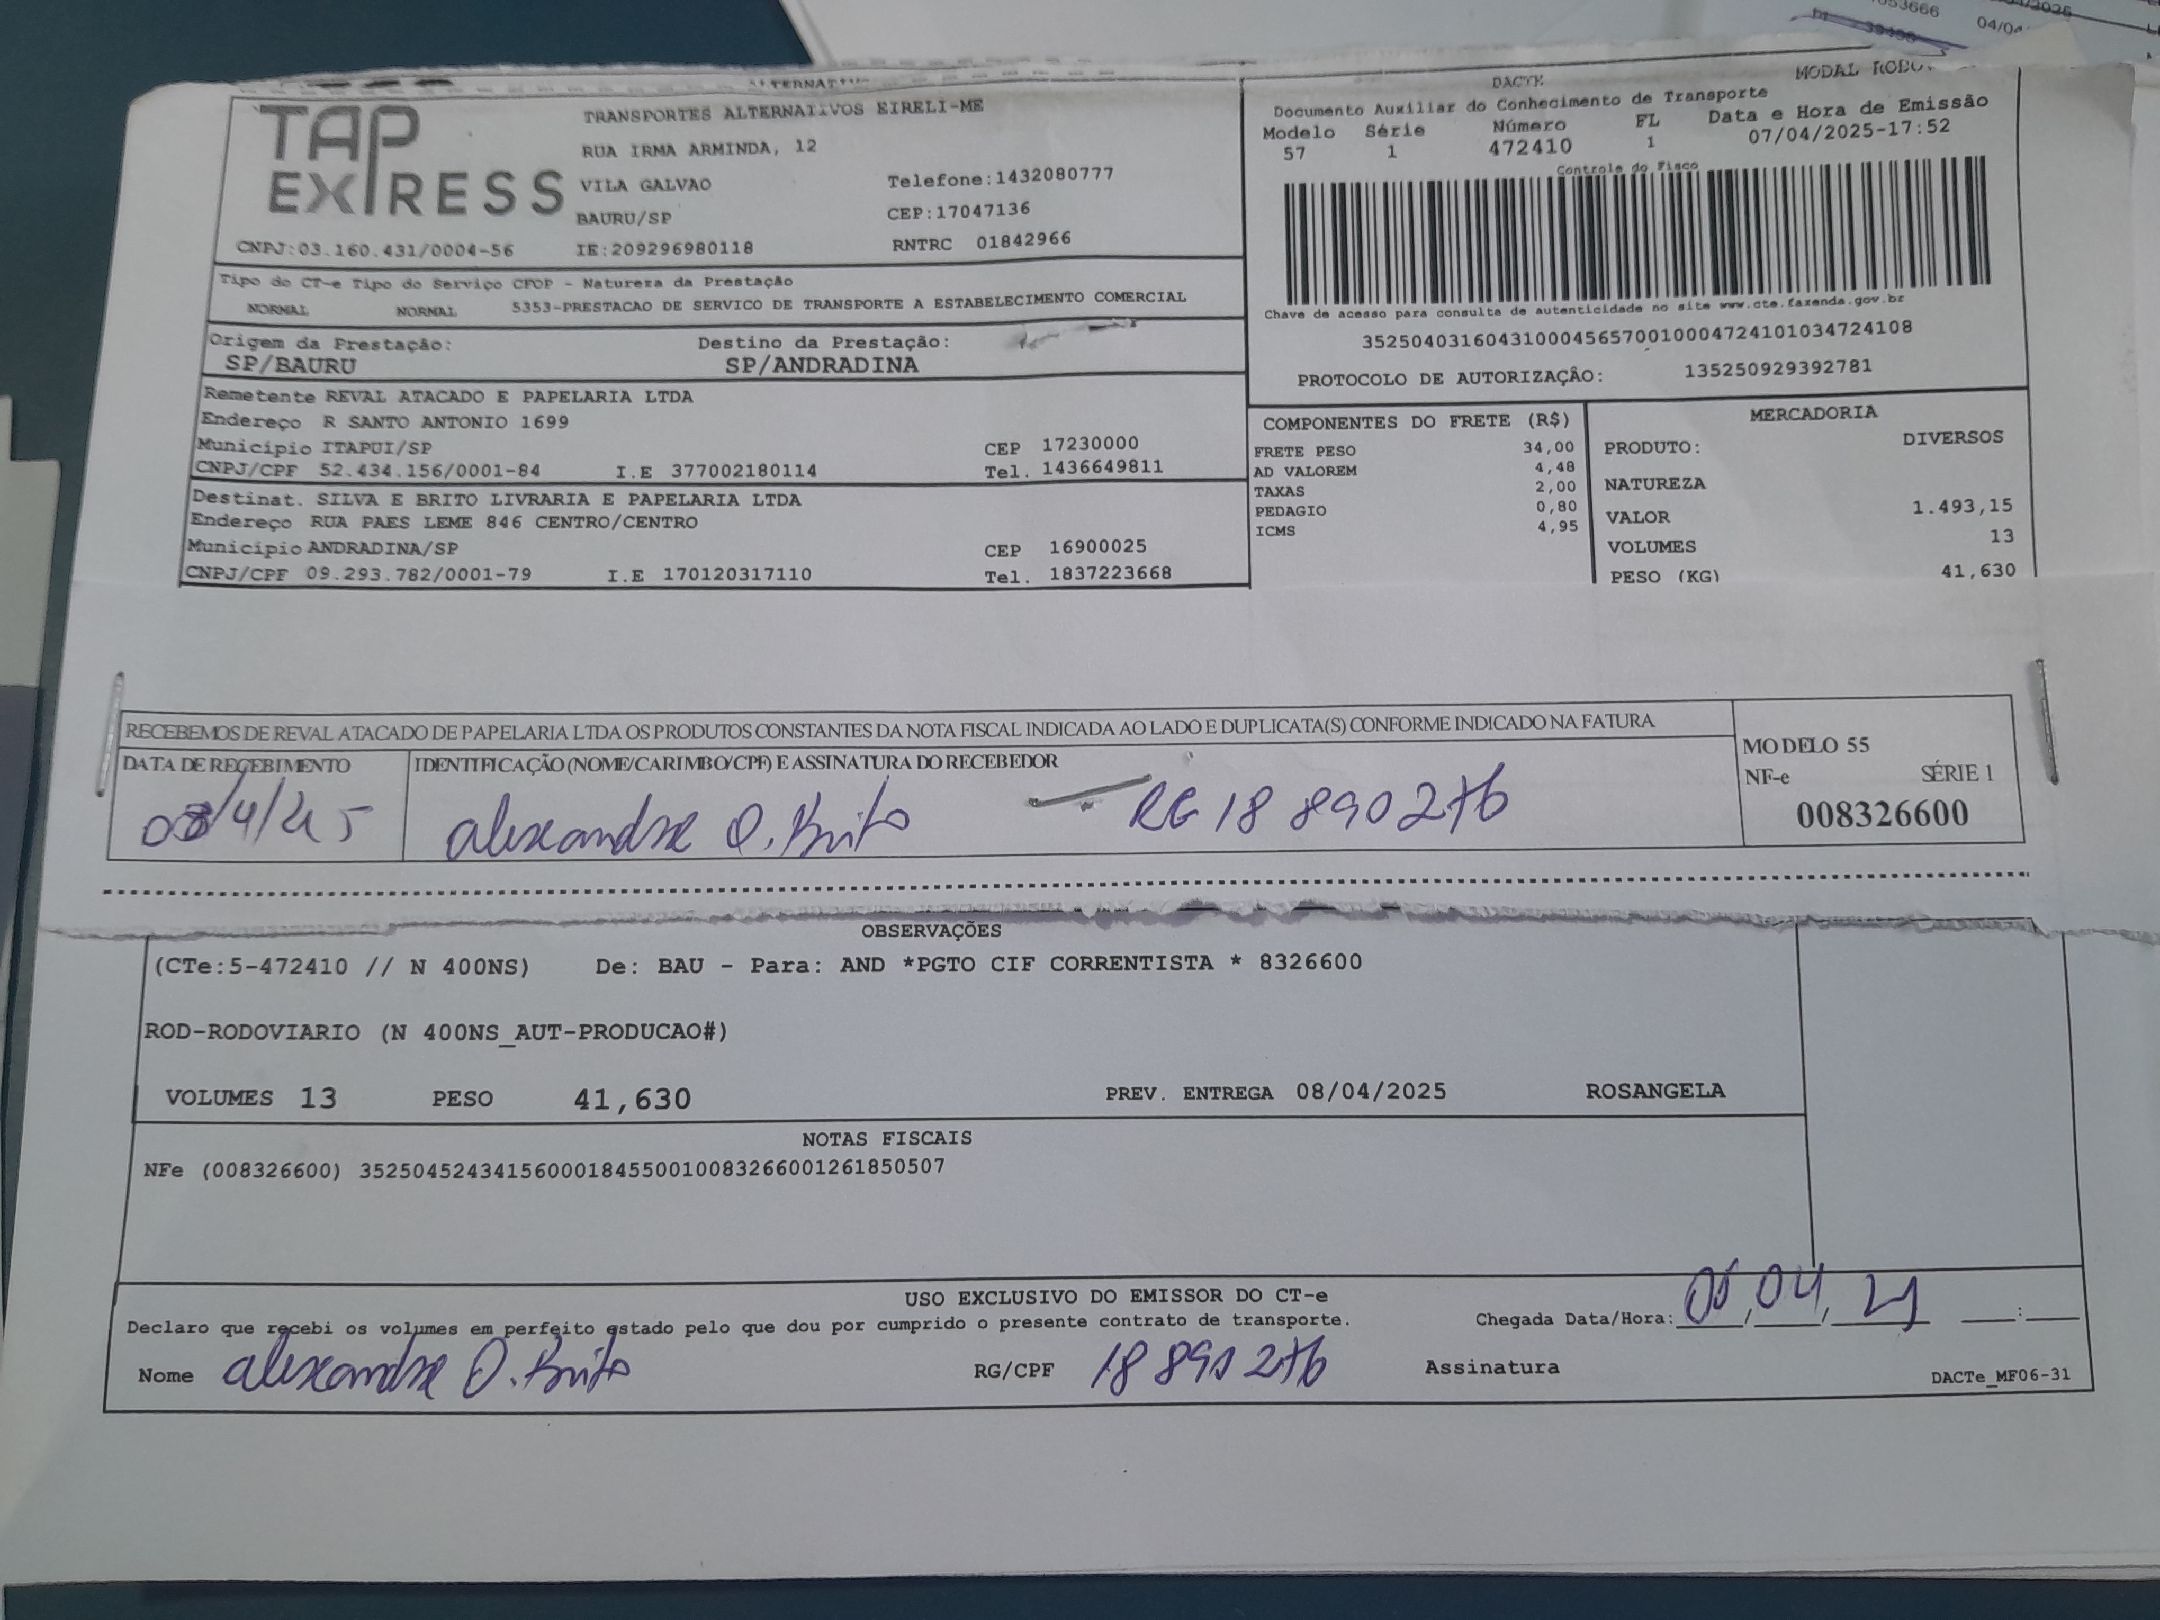 053666
04/04
TAP EXPRESS
TRANSPORTES ALTERNATIVOS EIRELI-ME
RUA IRMA ARMINDA, 12
VILA GALVAO Telefone:1432080777
BAURU/SP CEP:17047136
CNPJ:03.160.431/0004-56 IE:209296980118 RNTRC 01842966
DACTE
Documento Auxiliar do Conhecimento de Transporte
Modelo Série Número FL Data e Hora de Emissão
57 1 472410 1 07/04/2025-17:52
Controle do Fisco
Chave de acesso para consulta de autenticidade no site www.cte.fazenda.gov.br
35250403160431000456570010004724101034724108
PROTOCOLO DE AUTORIZAÇÃO: 135250929392781
Tipo do CT-e Tipo do Serviço CFOP - Natureza da Prestação
NORMAL NORMAL 5353-PRESTACAO DE SERVICO DE TRANSPORTE A ESTABELECIMENTO COMERCIAL
Origem da Prestação: Destino da Prestação:
SP/BAURU SP/ANDRADINA
Remetente REVAL ATACADO E PAPELARIA LTDA
Endereço R SANTO ANTONIO 1699
Município ITAPUI/SP CEP 17230000
CNPJ/CPF 52.434.156/0001-84 I.E 377002180114 Tel. 1436649811
Destinat. SILVA E BRITO LIVRARIA E PAPELARIA LTDA
Endereço RUA PAES LEME 846 CENTRO/CENTRO
Município ANDRADINA/SP CEP 16900025
CNPJ/CPF 09.293.782/0001-79 I.E 170120317110 Tel. 1837223668
COMPONENTES DO FRETE (R$)
FRETE PESO 34,00
AD VALOREM 4,48
TAXAS 2,00
PEDAGIO 0,80
ICMS 4,95
MERCADORIA
PRODUTO: DIVERSOS
NATUREZA
VALOR 1.493,15
VOLUMES 13
PESO (KG) 41,630
RECEBEMOS DE REVAL ATACADO DE PAPELARIA LTDA OS PRODUTOS CONSTANTES DA NOTA FISCAL INDICADA AO LADO E DUPLICATA(S) CONFORME INDICADO NA FATURA
DATA DE RECEBIMENTO IDENTIFICAÇÃO (NOME/CARIMBO/CPF) E ASSINATURA DO RECEBEDOR
alexandre O. Brito RG 18 890 276
MODELO 55
NF-e SÉRIE 1
008326600
OBSERVAÇÕES
(CTe:5-472410 // N 400NS) De: BAU - Para: AND *PGTO CIF CORRENTISTA * 8326600
ROD-RODOVIARIO (N 400NS_AUT-PRODUCAO#)
VOLUMES 13 PESO 41,630 PREV. ENTREGA 08/04/2025 ROSANGELA
NOTAS FISCAIS
NFe (008326600) 35250452434156000184550010083266001261850507
USO EXCLUSIVO DO EMISSOR DO CT-e
Declaro que recebi os volumes em perfeito estado pelo que dou por cumprido o presente contrato de transporte. Chegada Data/Hora:
Nome alexandre O. Brito RG/CPF 18 890 276 Assinatura
DACTe_MF06-31